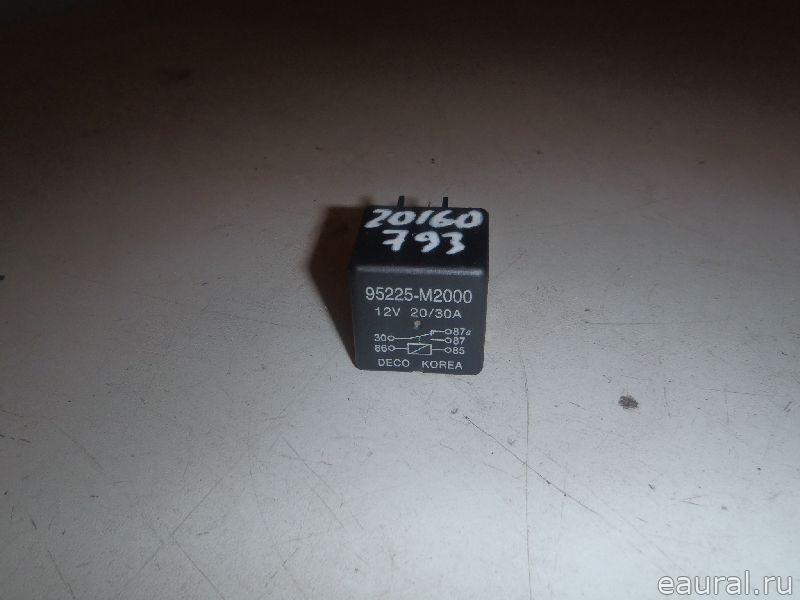 20160
793
95225-M2000
12V 20/30A
87a
30 87
86 85
DECO KOREA
eaural.ru